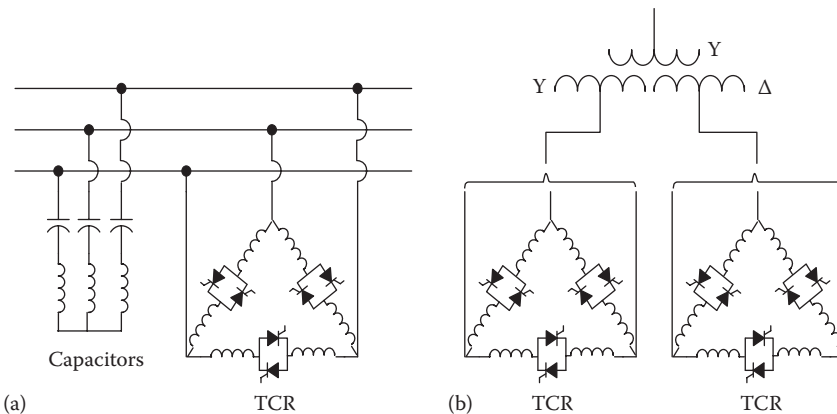 Y
Y
Δ
Capacitors
(a)
TCR
(b)
TCR
TCR